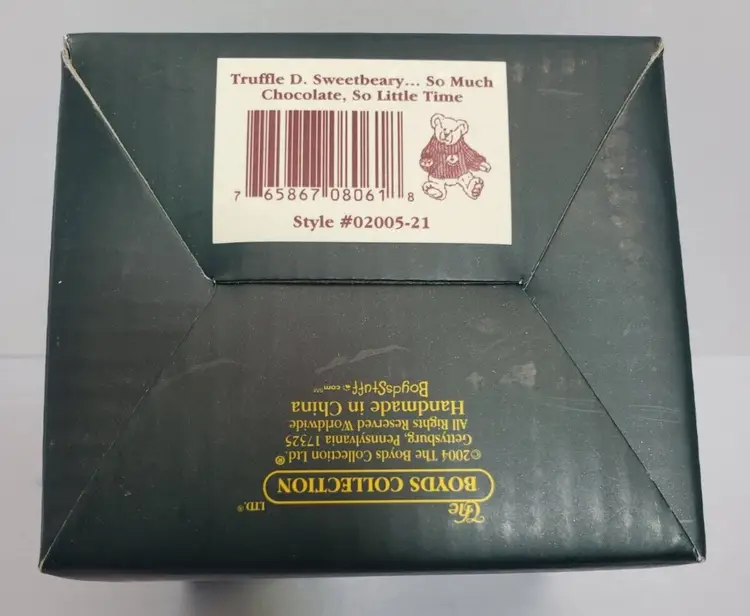 Truffle D. Sweetbeary... So Much
Chocolate, So Little Time
7 65867 08061 8
Style #02005-21
The
BOYDS COLLECTION
LTD.®
©2004 The Boyds Collection Ltd.®
Gettysburg, Pennsylvania 17325
All Rights Reserved Worldwide
Handmade in China
BoydsStuff.com℠